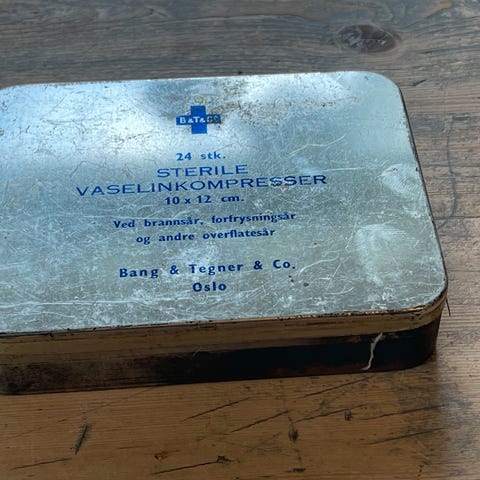 B&T&CO
24 stk.
STERILE
VASELINKOMPRESSER
10 x 12 cm.
Ved brannsår, forfrysningsår
og andre overflatesår
Bang & Tegner & Co.
Oslo